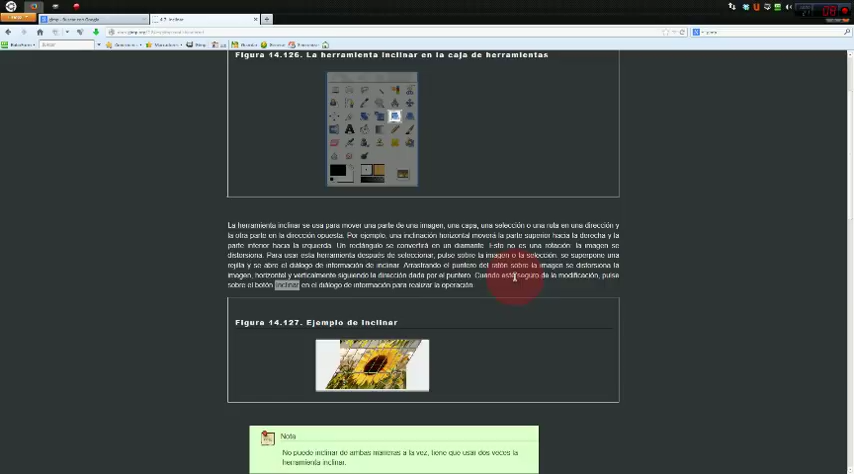 gimp - Buscar con Google
4.7. Inclinar
Figura 14.126. La herramienta Inclinar en la caja de herramientas
La herramienta inclinar se usa para mover una parte de una imagen, una capa, una selección o una ruta en una dirección y
la otra parte en la dirección opuesta. Por ejemplo, una inclinación horizontal moverá la parte superior hacia la derecha y la
parte inferior hacia la izquierda. Un rectángulo se convertirá en un diamante. Esto no es una rotación: la imagen se
distorsiona. Para usar esta herramienta después de seleccionar, pulse sobre la imagen o la selección: se superpone una
rejilla y se abre el diálogo de información de inclinar. Arrastrando el puntero del ratón sobre la imagen se distorsiona la
imagen, horizontal y verticalmente siguiendo la dirección dada por el puntero. Cuando esté seguro de la modificación, pulse
sobre el botón Inclinar en el diálogo de información para realizar la operación.
Figura 14.127. Ejemplo de Inclinar
Nota
No puede inclinar de ambas maneras a la vez, tiene que usar dos veces la
herramienta inclinar.